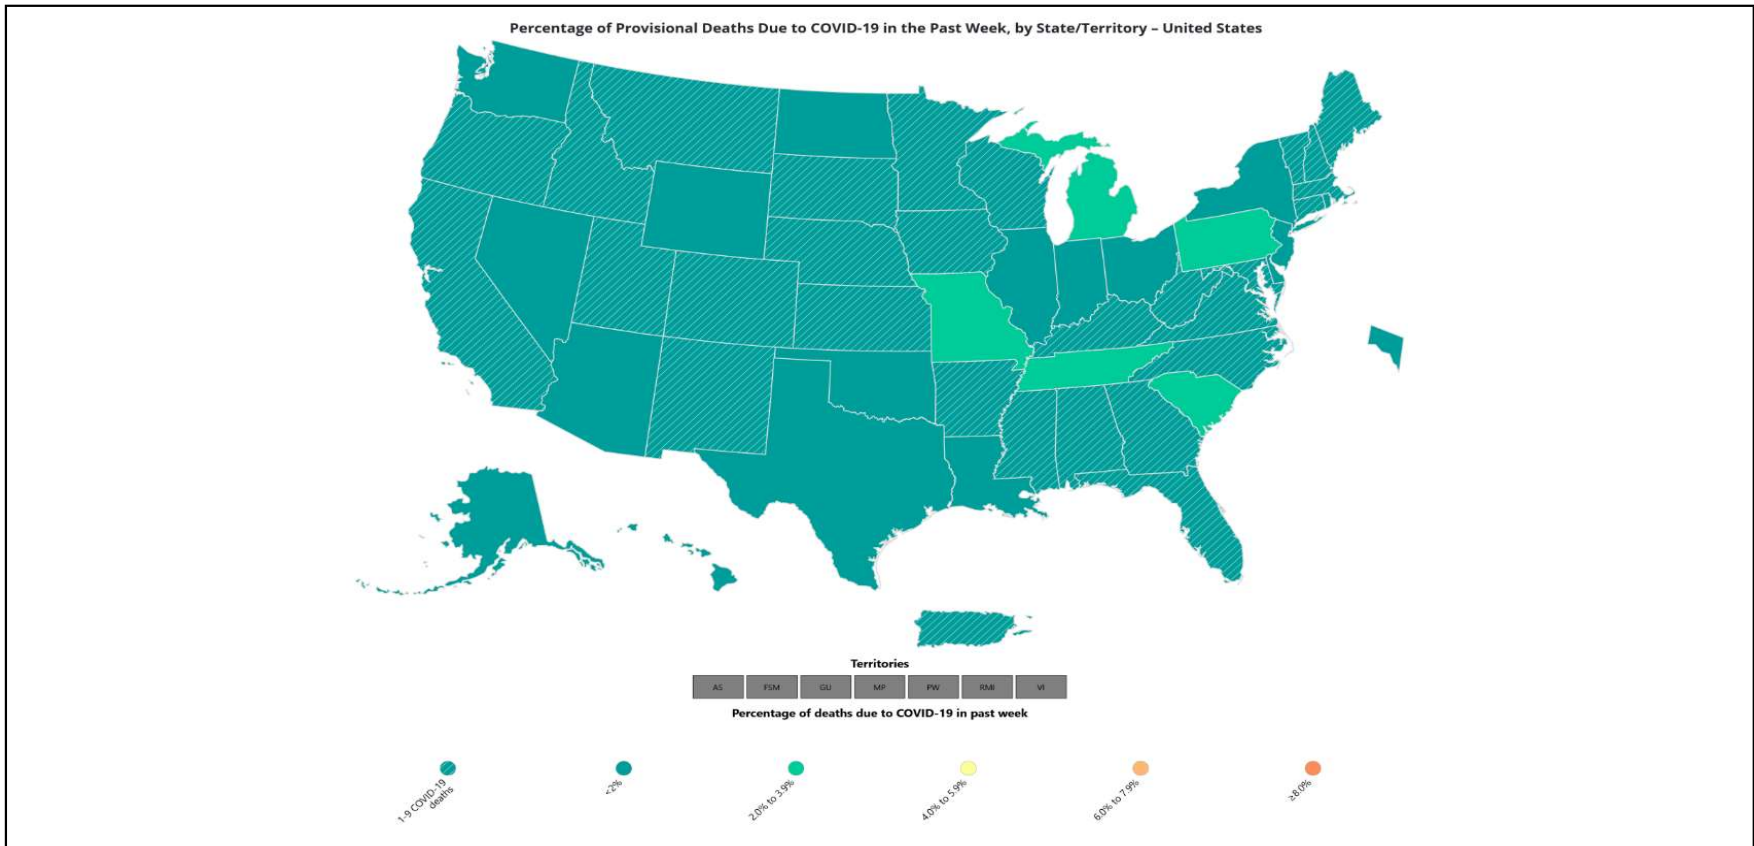 Percentage of Provisional Deaths Due to COVID-19 in the Past Week, by State/Territory – United States
Territories
AS
FSM
GU
MP
PW
RMI
VI
Percentage of deaths due to COVID-19 in past week
1-9 COVID-19
deaths
<2%
2.0% to 3.9%
4.0% to 5.9%
6.0% to 7.9%
≥8.0%